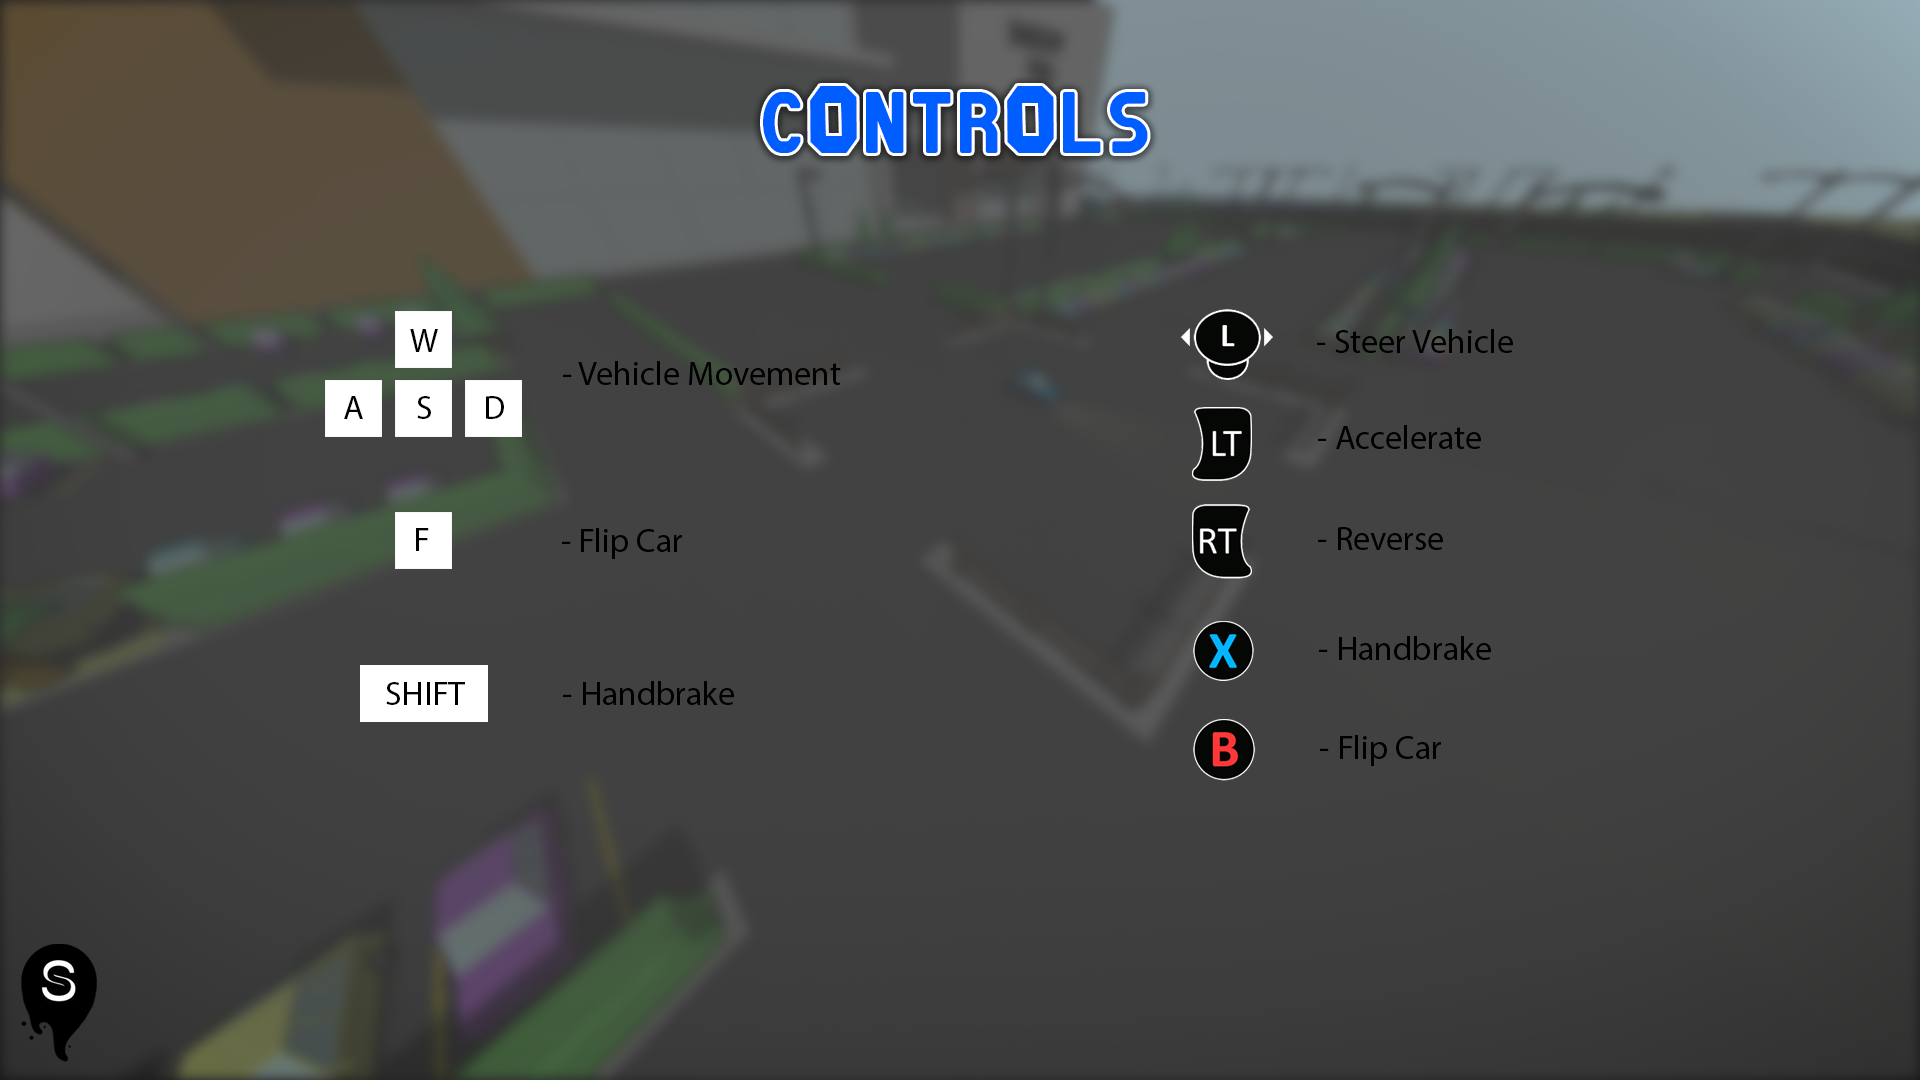 CONTROLS
W
A S D
- Vehicle Movement
F
- Flip Car
SHIFT
- Handbrake
L
- Steer Vehicle
LT
- Accelerate
RT
- Reverse
X
- Handbrake
B
- Flip Car
S